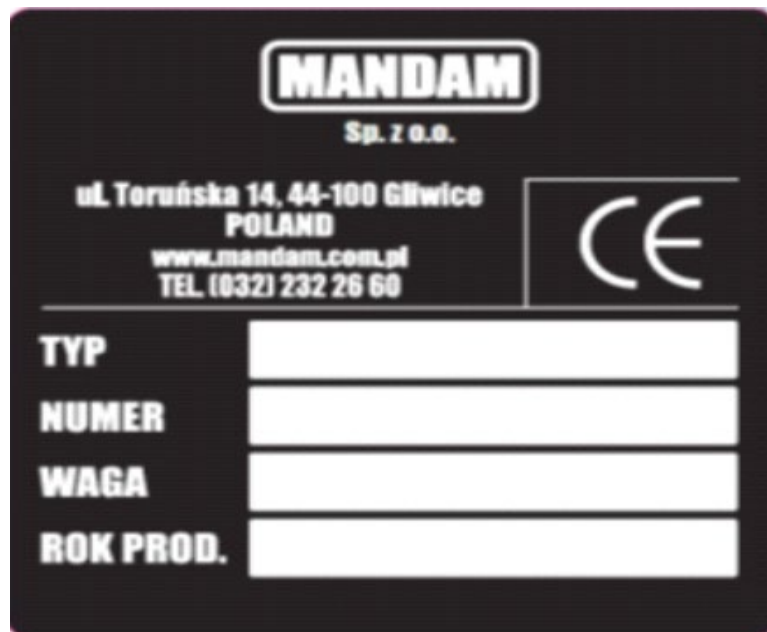 MANDAM
Sp. z o.o.
ul. Toruńska 14, 44-100 Gliwice
POLAND
www.mandam.com.pl
TEL. (032) 232 26 60
CE
TYP
NUMER
WAGA
ROK PROD.